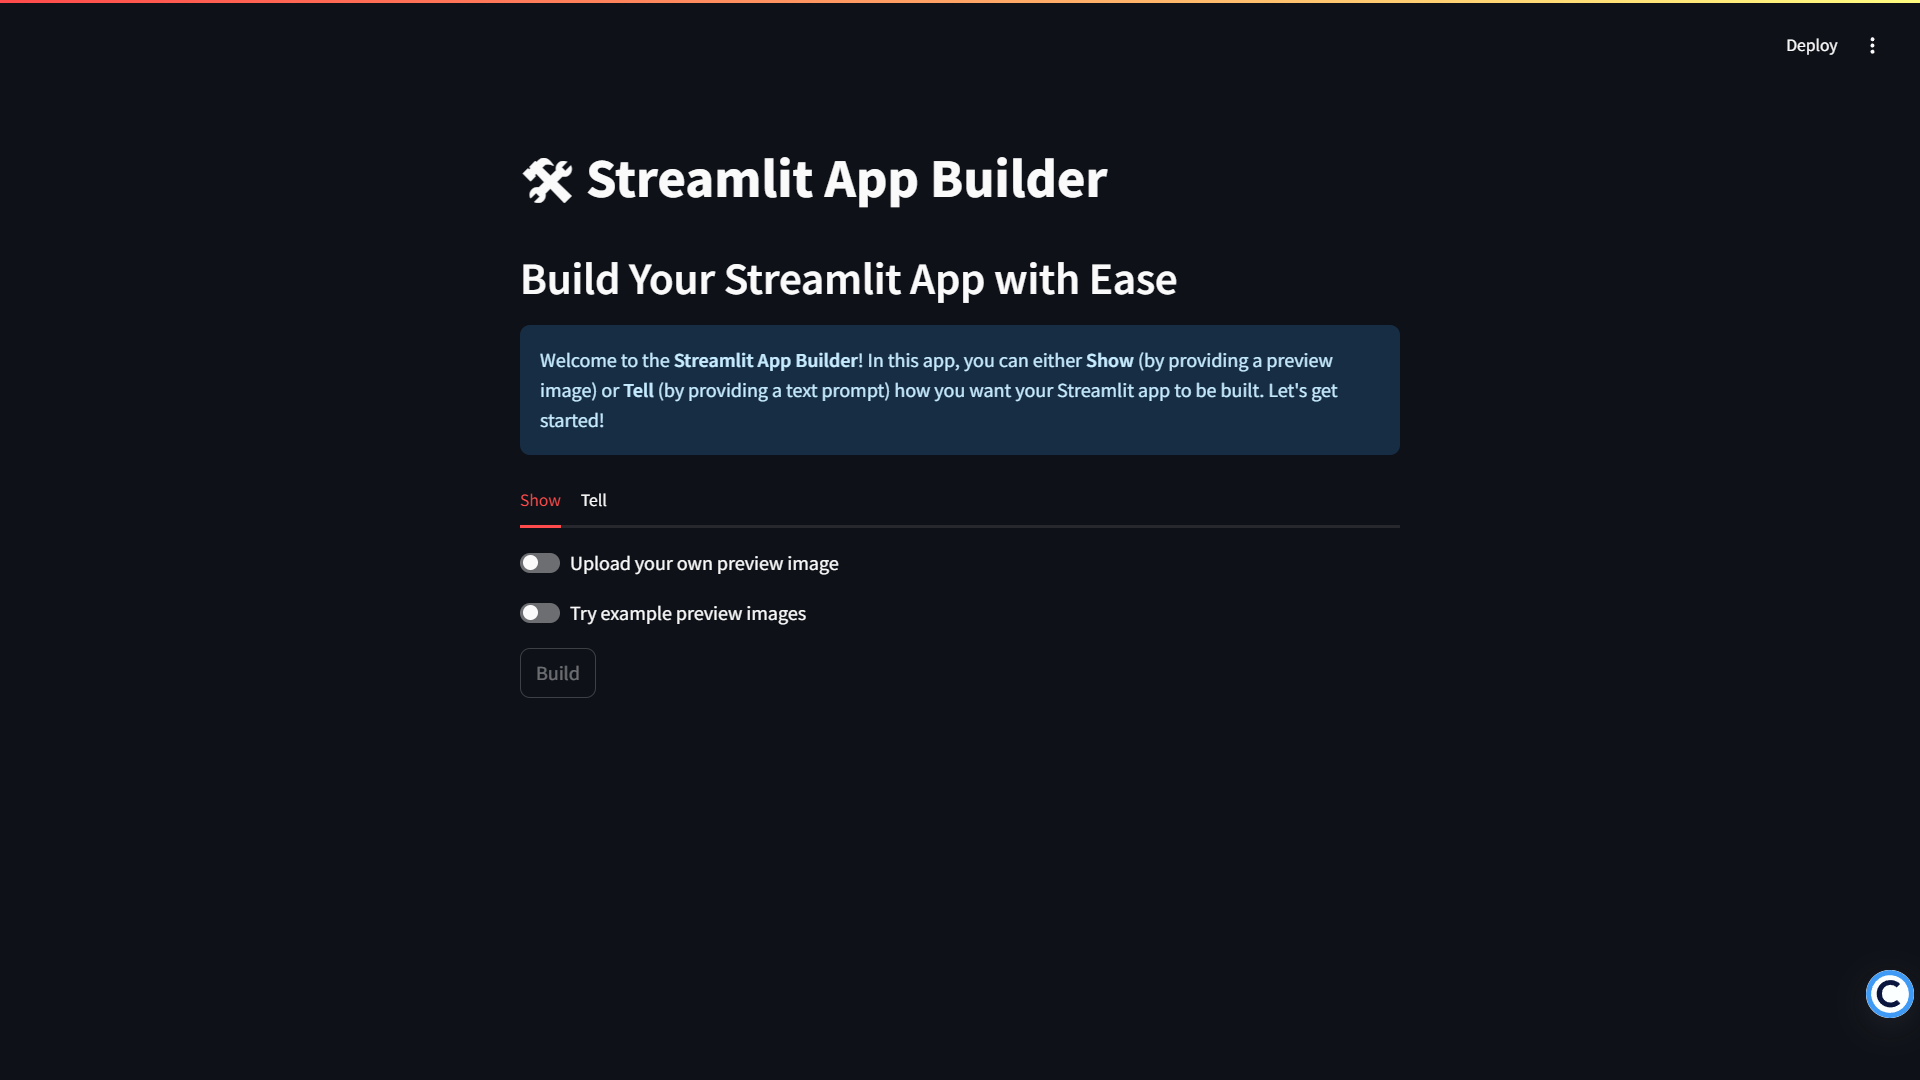 Deploy
🛠 Streamlit App Builder
Build Your Streamlit App with Ease
Welcome to the Streamlit App Builder! In this app, you can either Show (by providing a preview
image) or Tell (by providing a text prompt) how you want your Streamlit app to be built. Let's get
started!
Show Tell
Upload your own preview image
Try example preview images
Build
C